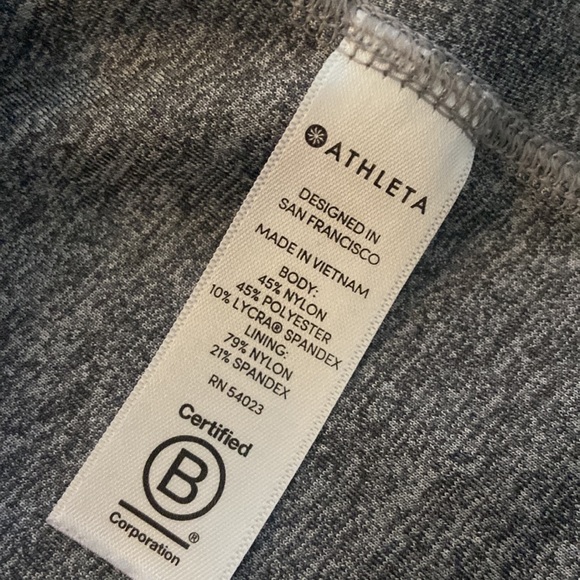 ATHLETA
DESIGNED IN
SAN FRANCISCO
MADE IN VIETNAM
BODY:
45% NYLON
45% POLYESTER
10% LYCRA® SPANDEX
LINING:
79% NYLON
21% SPANDEX
RN 54023
Certified
B
®
Corporation